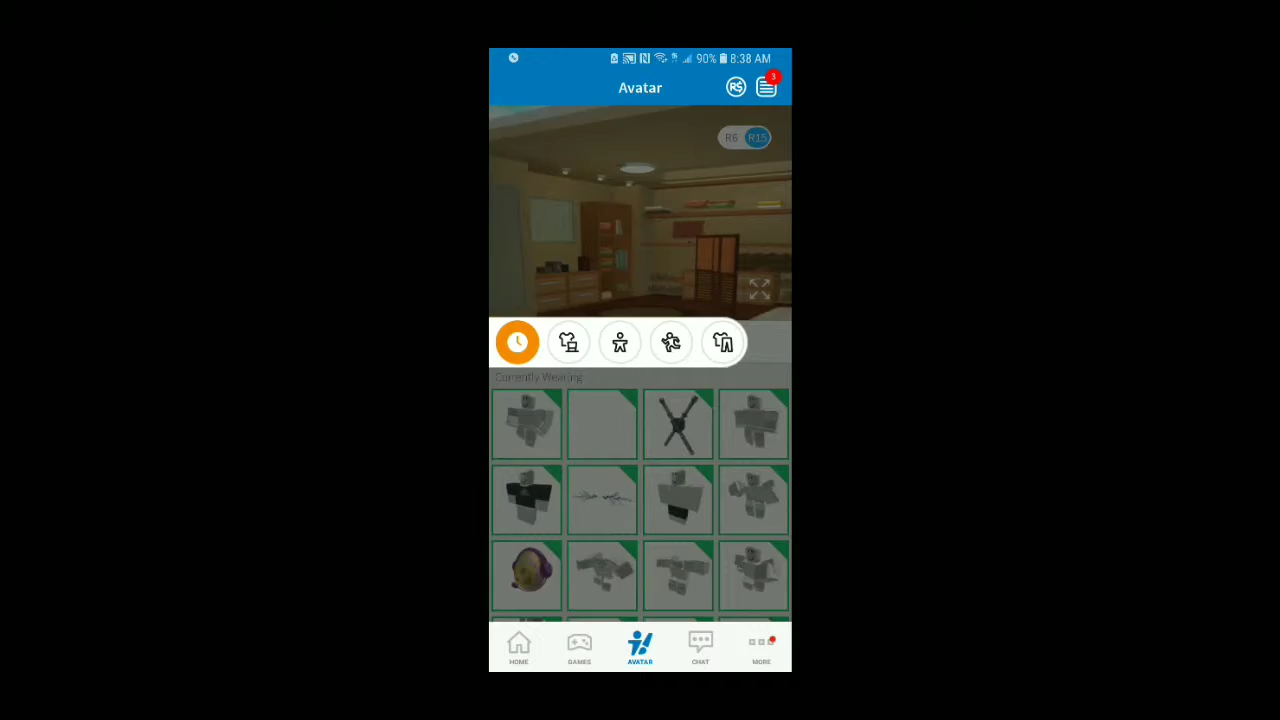 90% 8:38 AM
Avatar
R$
3
R6 R15
Currently Wearing
HOME GAMES AVATAR CHAT MORE